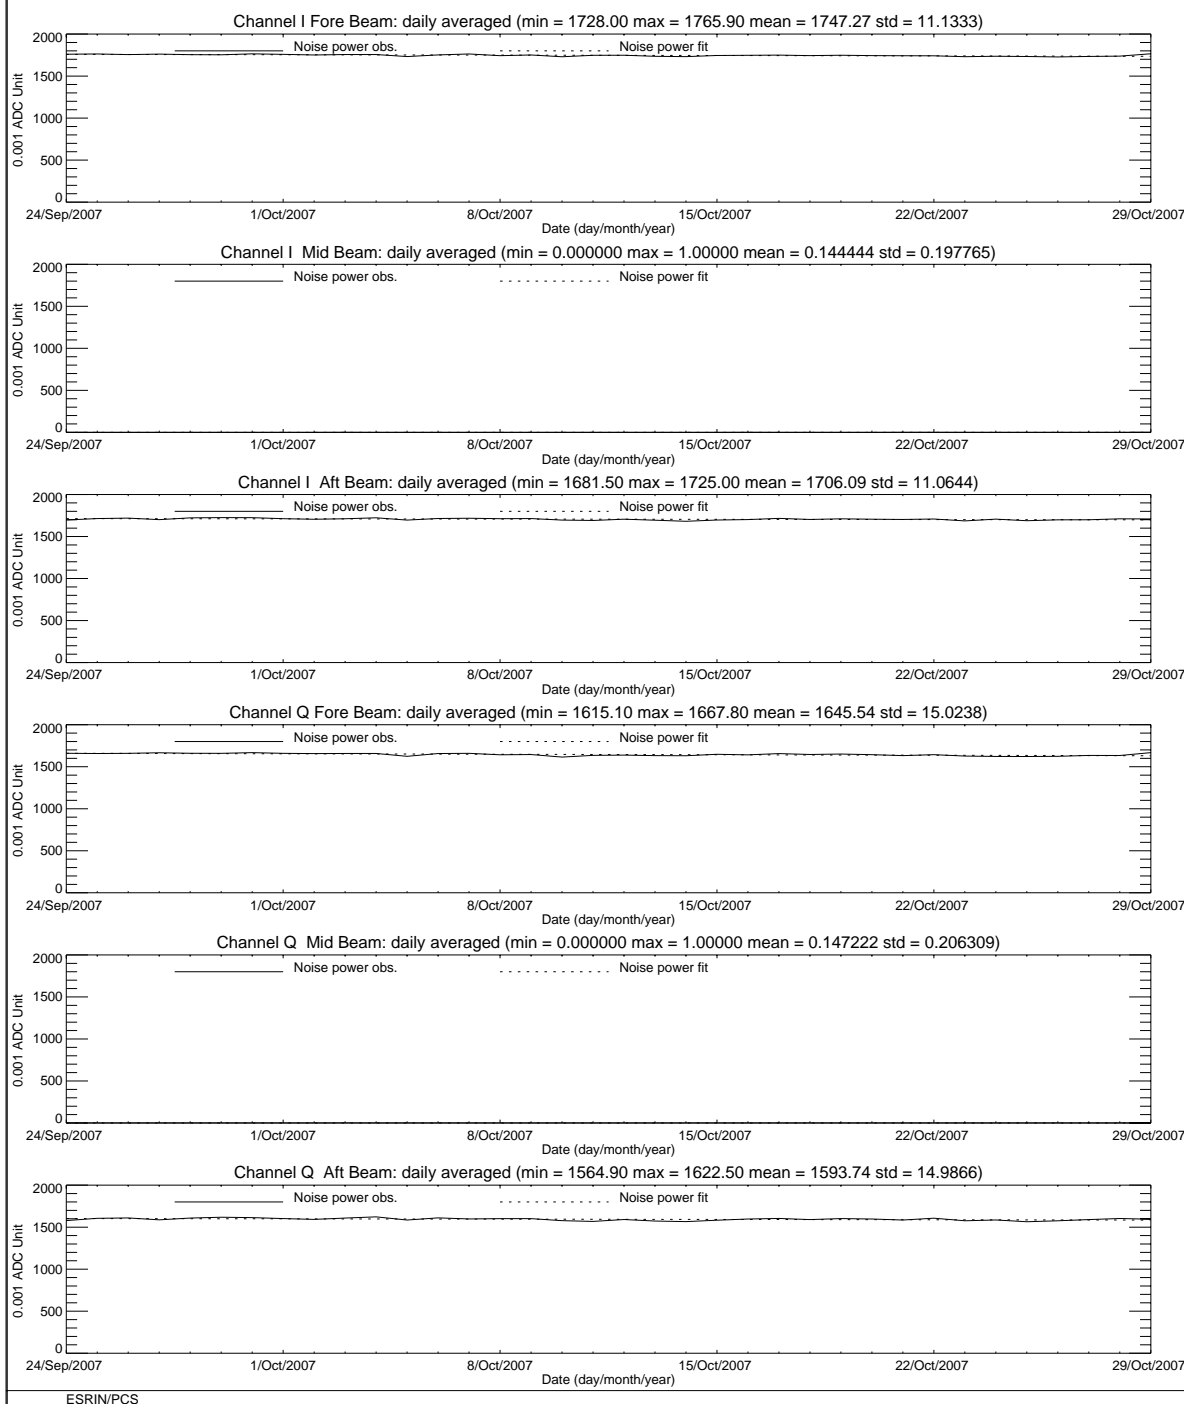 Channel I Fore Beam: daily averaged (min = 1728.00 max = 1765.90 mean = 1747.27 std = 11.1333)
2000
Noise power obs.
Noise power fit
1500
1000
500
0
0.001 ADC Unit
24/Sep/2007
1/Oct/2007
8/Oct/2007
15/Oct/2007
22/Oct/2007
29/Oct/2007
Date (day/month/year)
Channel I Mid Beam: daily averaged (min = 0.000000 max = 1.00000 mean = 0.144444 std = 0.197765)
2000
Noise power obs.
Noise power fit
1500
1000
500
0
0.001 ADC Unit
24/Sep/2007
1/Oct/2007
8/Oct/2007
15/Oct/2007
22/Oct/2007
29/Oct/2007
Date (day/month/year)
Channel I Aft Beam: daily averaged (min = 1681.50 max = 1725.00 mean = 1706.09 std = 11.0644)
2000
Noise power obs.
Noise power fit
1500
1000
500
0
0.001 ADC Unit
24/Sep/2007
1/Oct/2007
8/Oct/2007
15/Oct/2007
22/Oct/2007
29/Oct/2007
Date (day/month/year)
Channel Q Fore Beam: daily averaged (min = 1615.10 max = 1667.80 mean = 1645.54 std = 15.0238)
2000
Noise power obs.
Noise power fit
1500
1000
500
0
0.001 ADC Unit
24/Sep/2007
1/Oct/2007
8/Oct/2007
15/Oct/2007
22/Oct/2007
29/Oct/2007
Date (day/month/year)
Channel Q Mid Beam: daily averaged (min = 0.000000 max = 1.00000 mean = 0.147222 std = 0.206309)
2000
Noise power obs.
Noise power fit
1500
1000
500
0
0.001 ADC Unit
24/Sep/2007
1/Oct/2007
8/Oct/2007
15/Oct/2007
22/Oct/2007
29/Oct/2007
Date (day/month/year)
Channel Q Aft Beam: daily averaged (min = 1564.90 max = 1622.50 mean = 1593.74 std = 14.9866)
2000
Noise power obs.
Noise power fit
1500
1000
500
0
0.001 ADC Unit
24/Sep/2007
1/Oct/2007
8/Oct/2007
15/Oct/2007
22/Oct/2007
29/Oct/2007
Date (day/month/year)
ESRIN/PCS